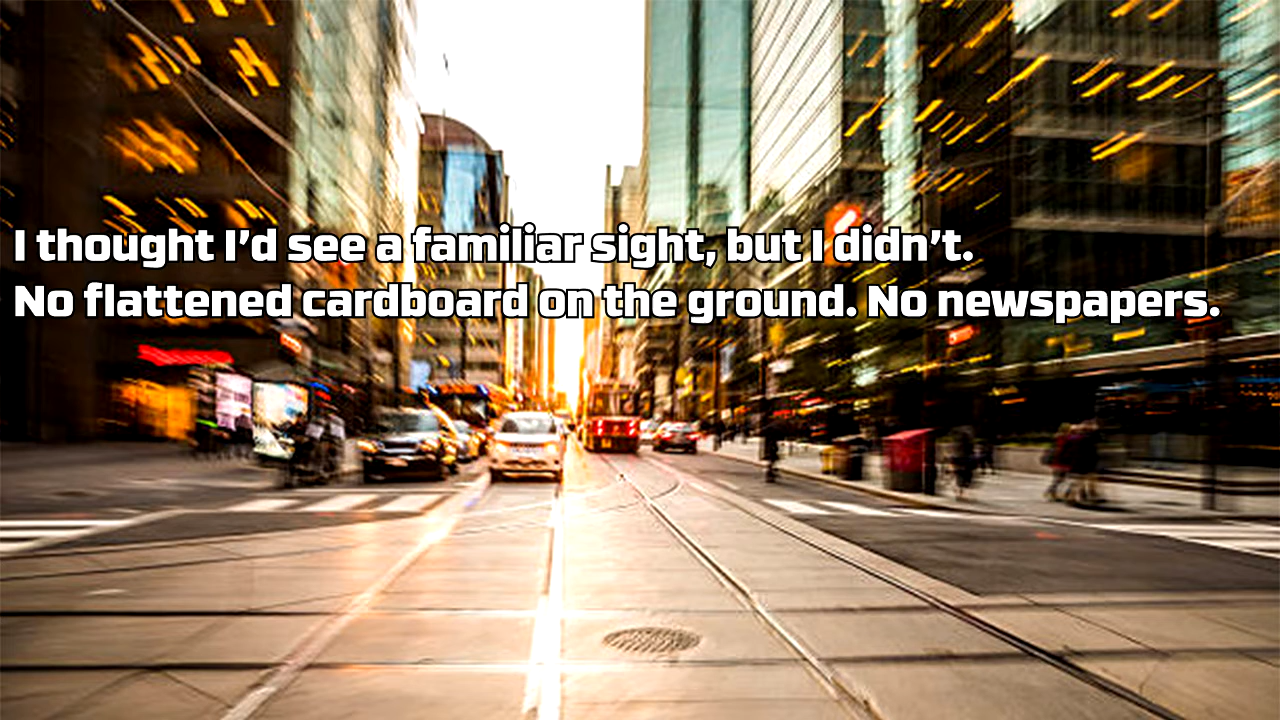 I thought I’d see a familiar sight, but I didn’t.
No flattened cardboard on the ground. No newspapers.